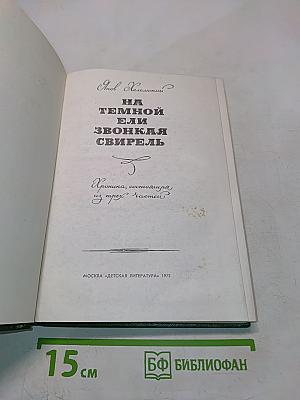 Яков Хелемский
НА
ТЕМНОЙ
ЕЛИ
ЗВОНКАЯ
СВИРЕЛЬ
Хроника, состоящая
из трех частей
МОСКВА «ДЕТСКАЯ ЛИТЕРАТУРА» 1972
15 см
БФ БИБЛИОФАН